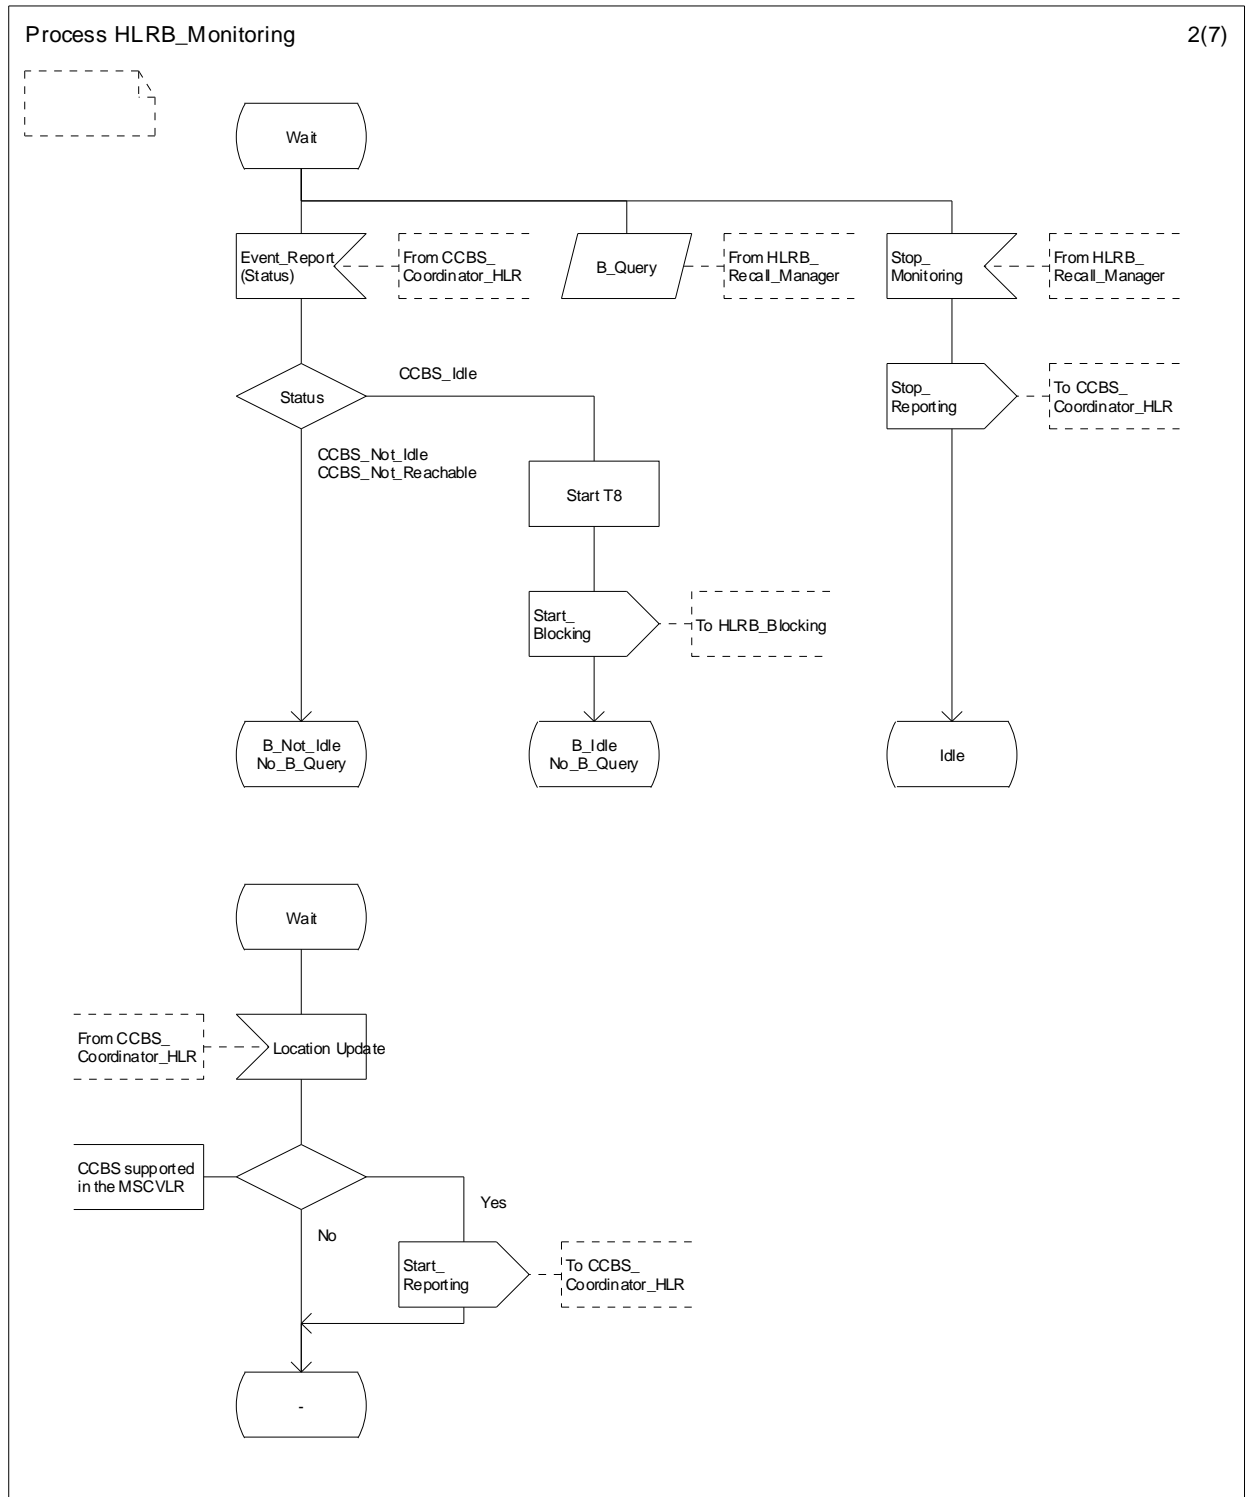 Process HLRB_Monitoring
2(7)
Wait
Event_Report
(Status)
From CCBS_
Coordinator_HLR
B_Query
From HLRB_
Recall_Manager
Stop_
Monitoring
From HLRB_
Recall_Manager
Status
CCBS_Idle
Stop_
Reporting
To CCBS_
Coordinator_HLR
CCBS_Not_Idle
CCBS_Not_Reachable
Start T8
Start_
Blocking
To HLRB_Blocking
B_Not_Idle
No_B_Query
B_Idle
No_B_Query
Idle
Wait
From CCBS_
Coordinator_HLR
Location Update
CCBS supported
in the MSCVLR
Yes
No
Start_
Reporting
To CCBS_
Coordinator_HLR
-